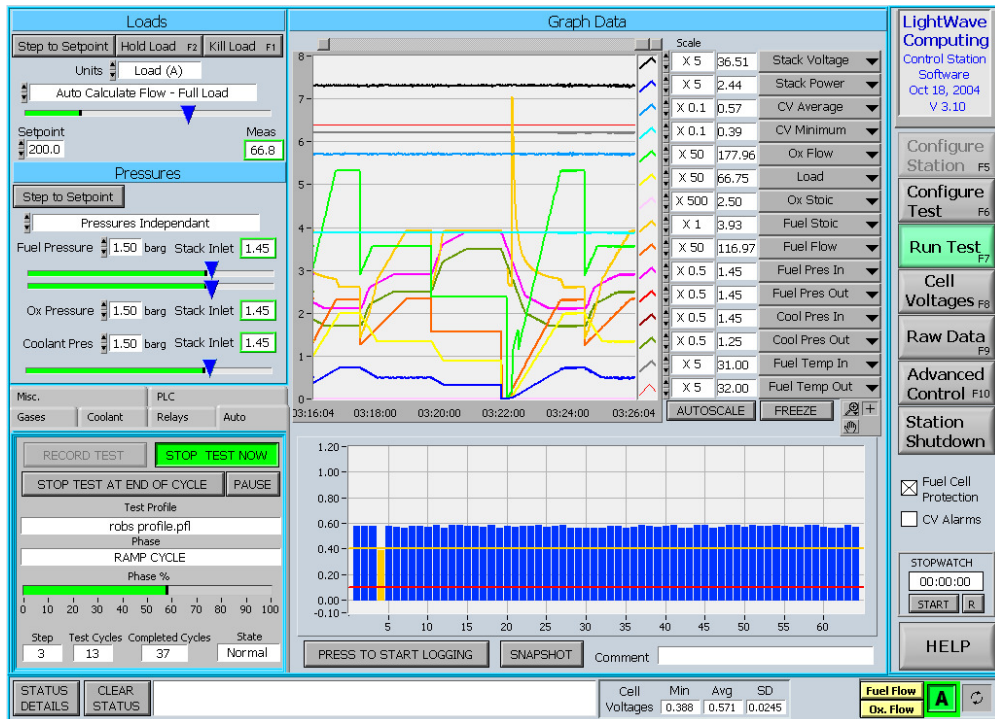 Loads
Step to Setpoint Hold Load F2 Kill Load F1
Units Load (A)
Auto Calculate Flow - Full Load
Setpoint Meas
200.0 66.8
Pressures
Step to Setpoint
Pressures Independant
Fuel Pressure 1.50 barg Stack Inlet 1.45
Ox Pressure 1.50 barg Stack Inlet 1.45
Coolant Pres 1.50 barg Stack Inlet 1.45
Misc. PLC
Gases Coolant Relays Auto
RECORD TEST STOP TEST NOW
STOP TEST AT END OF CYCLE PAUSE
Test Profile
robs profile.pfl
Phase
RAMP CYCLE
Phase %
0 10 20 30 40 50 60 70 80 90 100
Step Test Cycles Completed Cycles State
3 13 37 Normal
Graph Data
8
7
6
5
4
3
2
1
0
03:16:04 03:18:00 03:20:00 03:22:00 03:24:00 03:26:04
Scale
X 5 36.51 Stack Voltage
X 5 2.44 Stack Power
X 0.1 0.57 CV Average
X 0.1 0.39 CV Minimum
X 50 177.96 Ox Flow
X 50 66.75 Load
X 500 2.50 Ox Stoic
X 1 3.93 Fuel Stoic
X 50 116.97 Fuel Flow
X 0.5 1.45 Fuel Pres In
X 0.5 1.45 Fuel Pres Out
X 0.5 1.45 Cool Pres In
X 0.5 1.25 Cool Pres Out
X 5 31.00 Fuel Temp In
X 5 32.00 Fuel Temp Out
AUTOSCALE FREEZE
1.20
1.00
0.80
0.60
0.40
0.20
0.00
-0.10
5 10 15 20 25 30 35 40 45 50 55 60
PRESS TO START LOGGING SNAPSHOT Comment
LightWave
Computing
Control Station
Software
Oct 18, 2004
V 3.10
Configure
Station F5
Configure
Test F6
Run Test
F7
Cell
Voltages F8
Raw Data
F9
Advanced
Control F10
Station
Shutdown
Fuel Cell
Protection
CV Alarms
STOPWATCH
00:00:00
START R
HELP
STATUS
DETAILS
CLEAR
STATUS
Cell Min Avg SD
Voltages 0.388 0.571 0.0245
Fuel Flow
Ox. Flow
A